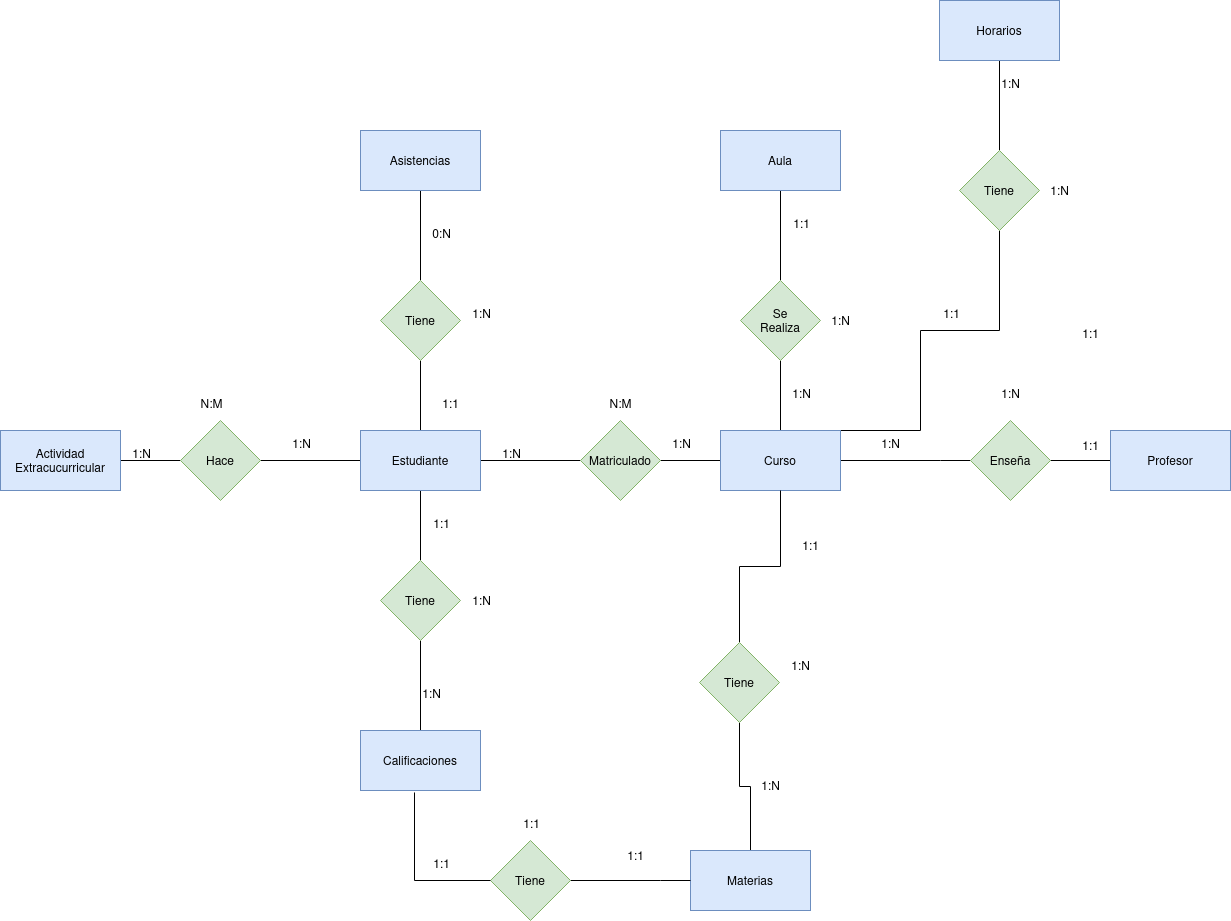 Horarios
1:N
Asistencias
Aula
Tiene
1:N
1:1
0:N
Tiene
1:N
Se
Realiza
1:N
1:1
1:1
1:N
1:N
N:M
1:1
N:M
Actividad
Extracucurricular
1:N
Hace
1:N
Estudiante
1:N
Matriculado
1:N
Curso
1:N
Enseña
1:1
Profesor
1:1
1:1
Tiene
1:N
1:N
Tiene
1:N
Calificaciones
1:N
1:1
1:1
1:1
Tiene
Materias